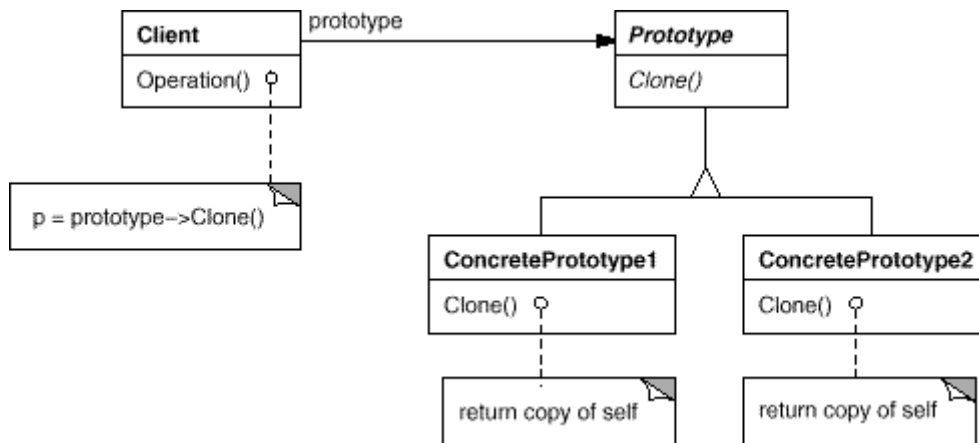 Client
prototype
Prototype
Operation()
Clone()
p = prototype->Clone()
ConcretePrototype1
ConcretePrototype2
Clone()
Clone()
return copy of self
return copy of self